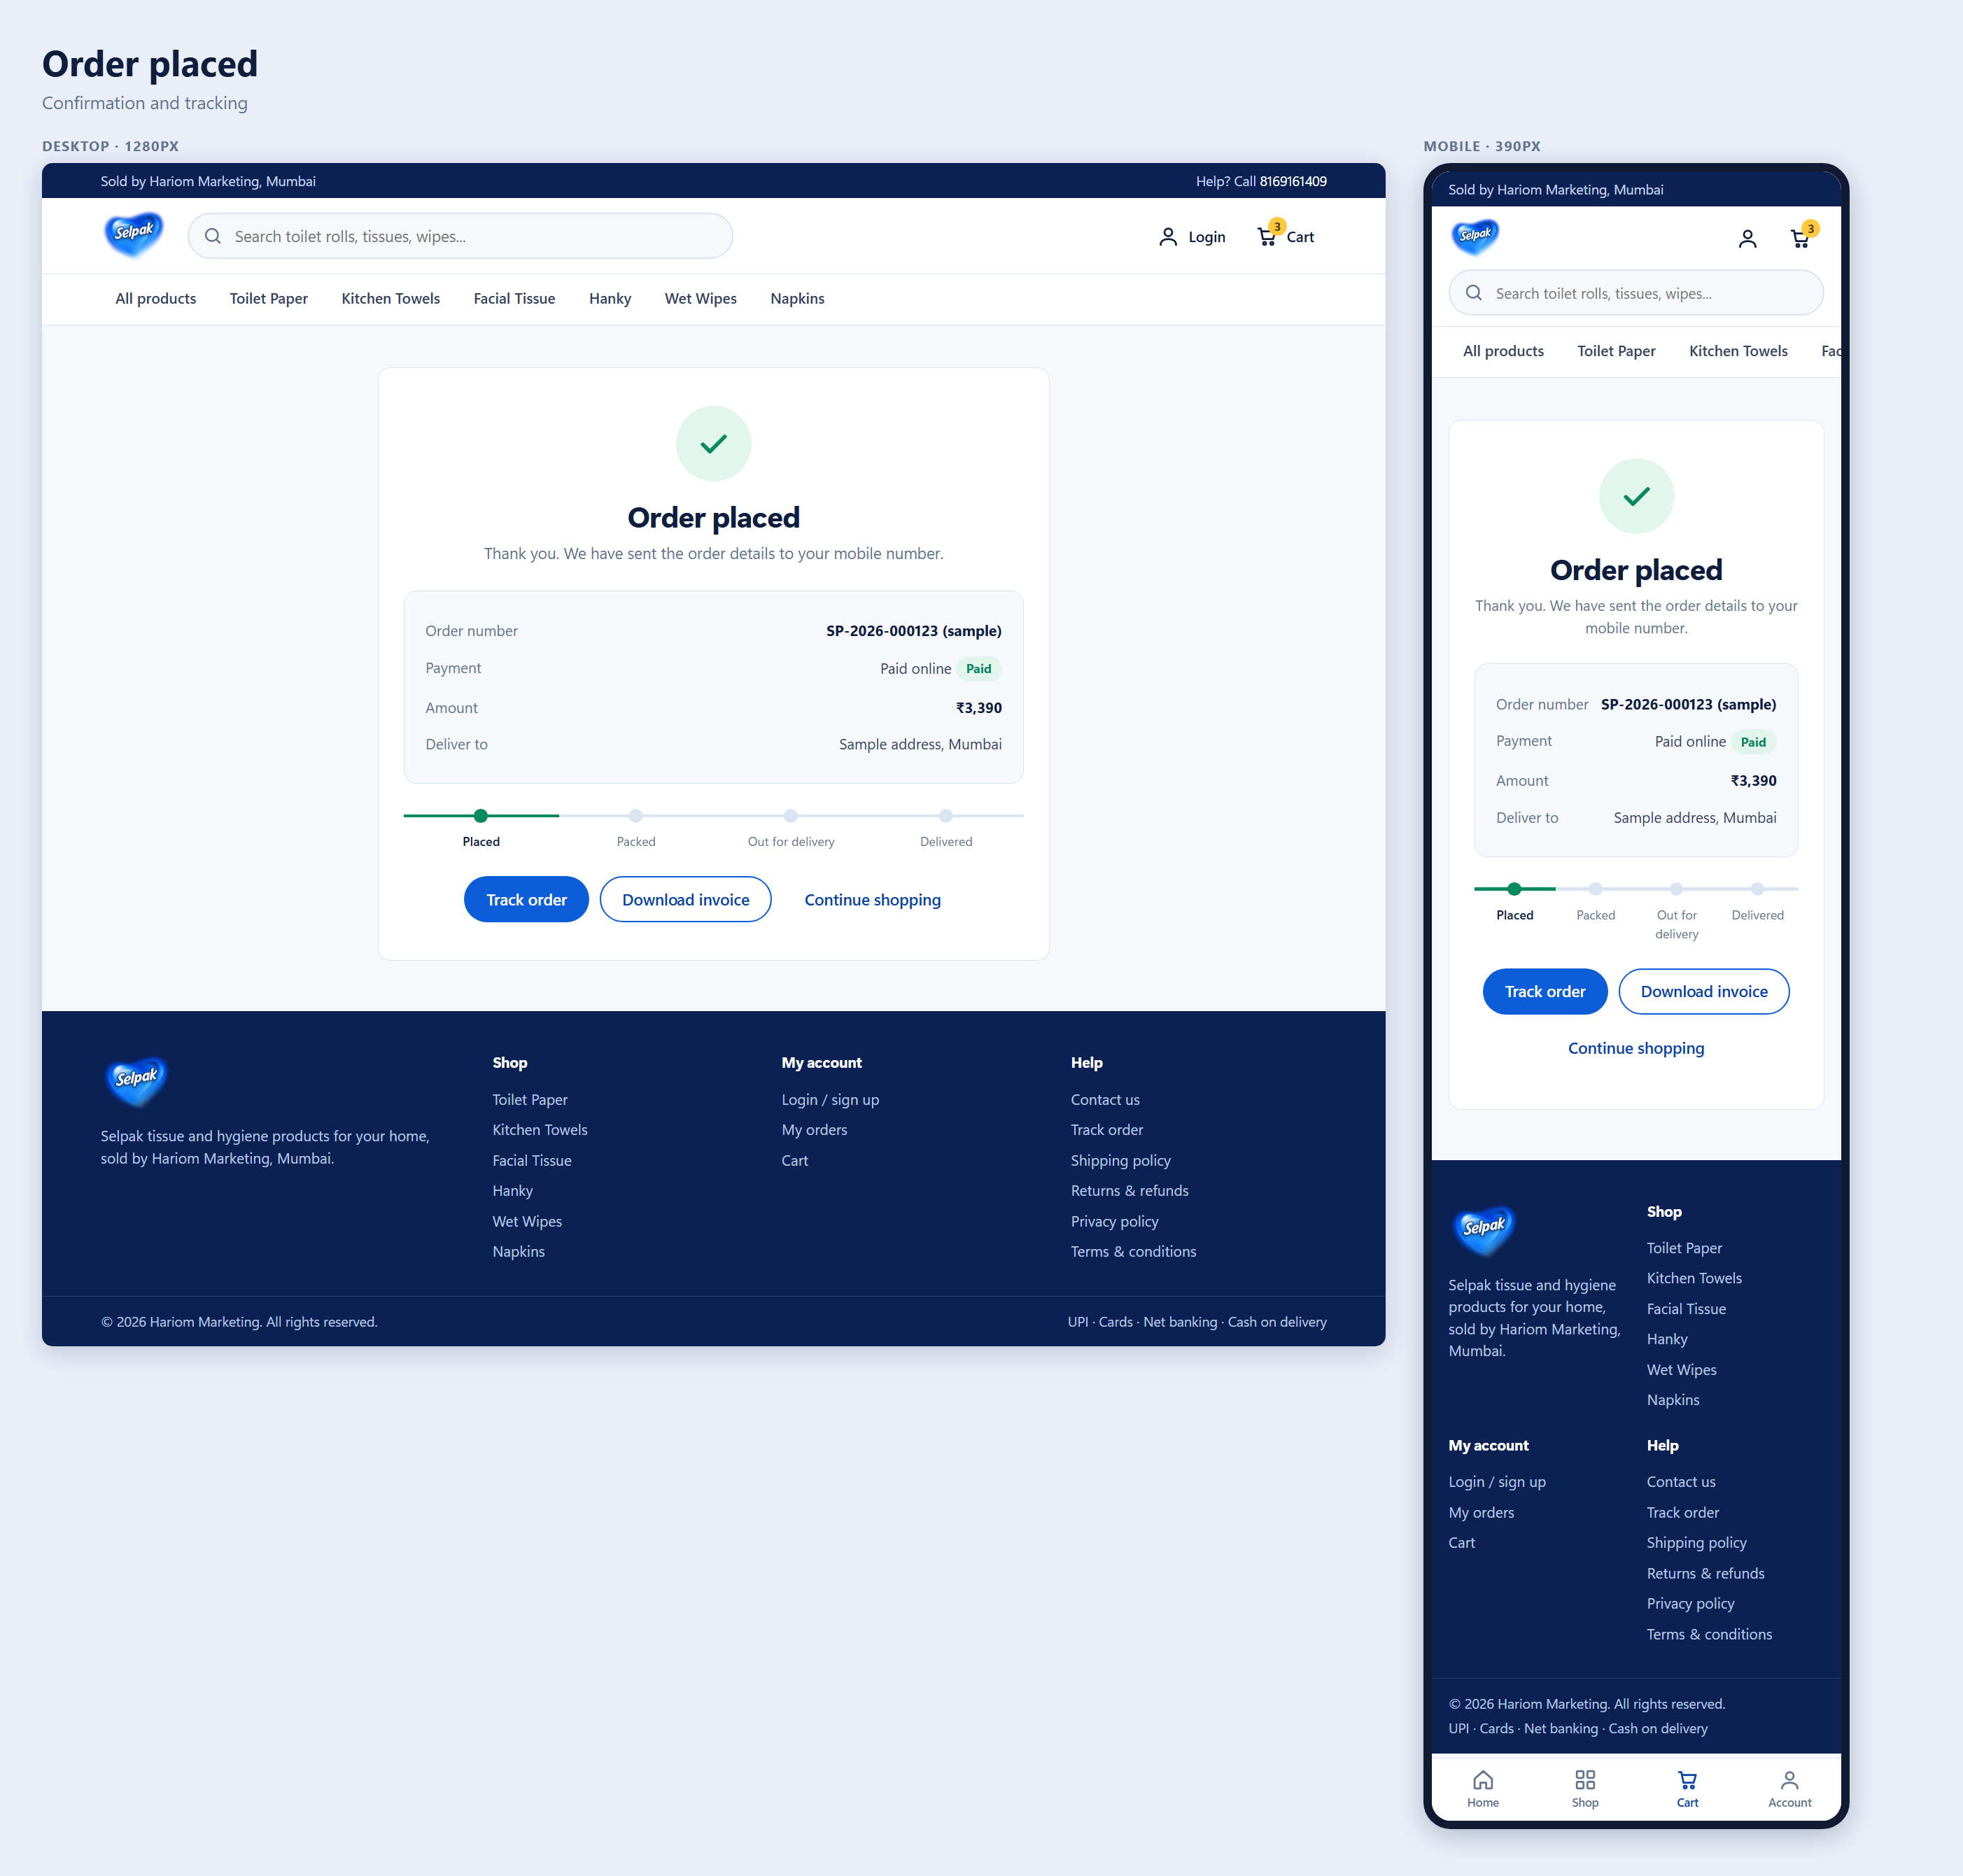 Order placed
Confirmation and tracking
DESKTOP · 1280PX
Sold by Hariom Marketing, Mumbai
Help? Call 8169161409
Selpak
Search toilet rolls, tissues, wipes...
Login
3
Cart
All products
Toilet Paper
Kitchen Towels
Facial Tissue
Hanky
Wet Wipes
Napkins
Order placed
Thank you. We have sent the order details to your mobile number.
Order number
SP-2026-000123 (sample)
Payment
Paid online Paid
Amount
₹3,390
Deliver to
Sample address, Mumbai
Placed
Packed
Out for delivery
Delivered
Track order
Download invoice
Continue shopping
Selpak
Selpak tissue and hygiene products for your home,
sold by Hariom Marketing, Mumbai.
Shop
Toilet Paper
Kitchen Towels
Facial Tissue
Hanky
Wet Wipes
Napkins
My account
Login / sign up
My orders
Cart
Help
Contact us
Track order
Shipping policy
Returns & refunds
Privacy policy
Terms & conditions
© 2026 Hariom Marketing. All rights reserved.
UPI · Cards · Net banking · Cash on delivery
MOBILE · 390PX
Sold by Hariom Marketing, Mumbai
Selpak
3
Search toilet rolls, tissues, wipes...
All products
Toilet Paper
Kitchen Towels
Fac
Order placed
Thank you. We have sent the order details to your
mobile number.
Order number
SP-2026-000123 (sample)
Payment
Paid online Paid
Amount
₹3,390
Deliver to
Sample address, Mumbai
Placed
Packed
Out for
delivery
Delivered
Track order
Download invoice
Continue shopping
Selpak
Selpak tissue and hygiene
products for your home,
sold by Hariom Marketing,
Mumbai.
Shop
Toilet Paper
Kitchen Towels
Facial Tissue
Hanky
Wet Wipes
Napkins
My account
Login / sign up
My orders
Cart
Help
Contact us
Track order
Shipping policy
Returns & refunds
Privacy policy
Terms & conditions
© 2026 Hariom Marketing. All rights reserved.
UPI · Cards · Net banking · Cash on delivery
Home
Shop
Cart
Account